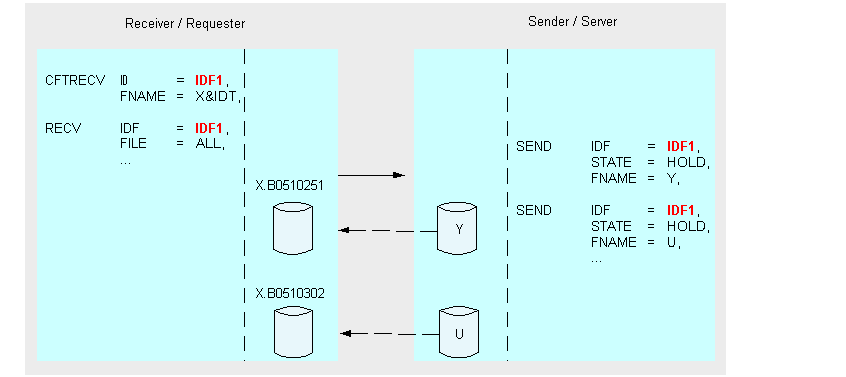 Receiver / Requester
Sender / Server
CFTRECV ID = IDF1,
FNAME = X&IDT,
RECV IDF = IDF1,
FILE = ALL,
...
X.B0510251
X.B0510302
Y
U
SEND IDF = IDF1,
STATE = HOLD,
FNAME = Y,
SEND IDF = IDF1,
STATE = HOLD,
FNAME = U,
...